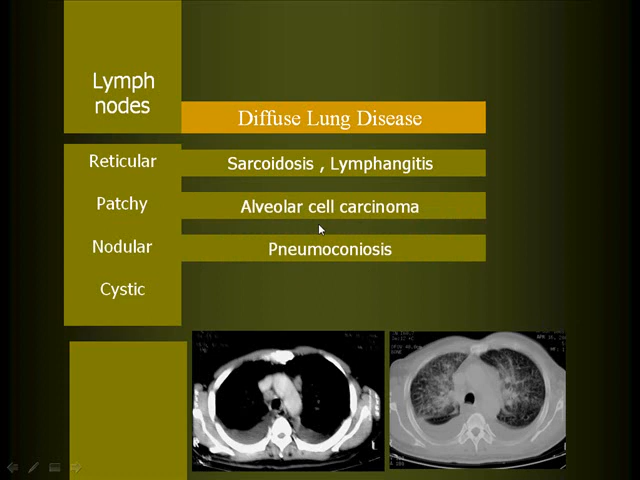 Lymph
nodes
Diffuse Lung Disease
Reticular
Sarcoidosis , Lymphangitis
Patchy
Alveolar cell carcinoma
Nodular
Pneumoconiosis
Cystic